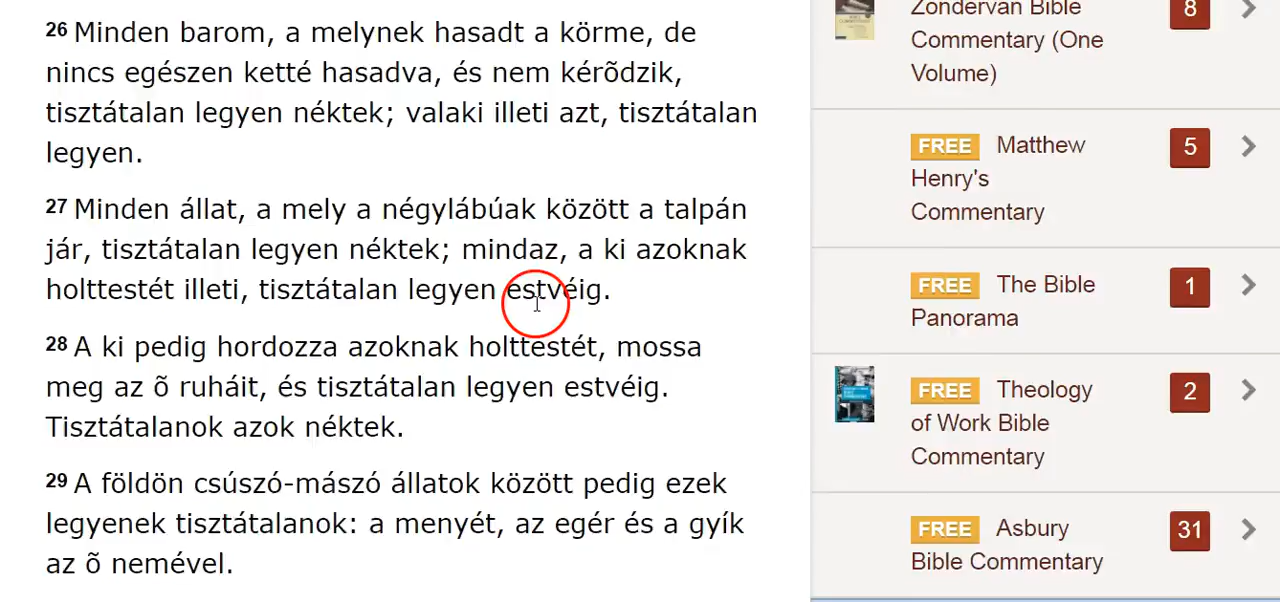 26 Minden barom, a melynek hasadt a körme, de
nincs egészen ketté hasadva, és nem kérõdzik,
tisztátalan legyen néktek; valaki illeti azt, tisztátalan
legyen.
27 Minden állat, a mely a négylábúak között a talpán
jár, tisztátalan legyen néktek; mindaz, a ki azoknak
holttestét illeti, tisztátalan legyen estvéig.
28 A ki pedig hordozza azoknak holttestét, mossa
meg az õ ruháit, és tisztátalan legyen estvéig.
Tisztátalanok azok néktek.
29 A földön csúszó-mászó állatok között pedig ezek
legyenek tisztátalanok: a menyét, az egér és a gyík
az õ nemével.
Zondervan Bible 8
Commentary (One
Volume)
FREE Matthew 5
Henry's
Commentary
FREE The Bible 1
Panorama
FREE Theology 2
of Work Bible
Commentary
FREE Asbury 31
Bible Commentary